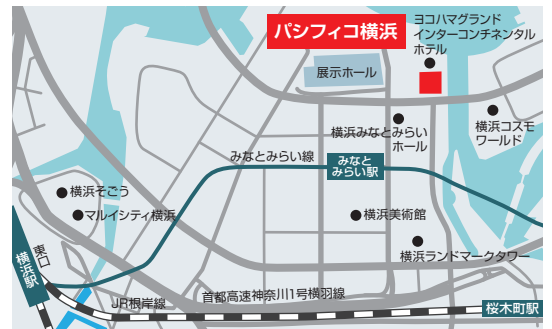 パシフィコ横浜
ヨコハマグランド
インターコンチネンタル
ホテル
展示ホール
横浜みなとみらい
ホール
横浜コスモ
ワールド
みなとみらい線
みなと
みらい駅
横浜そごう
マルイシティ横浜
横浜美術館
横浜ランドマークタワー
東口
横浜駅
JR根岸線
首都高速神奈川1号横羽線
桜木町駅